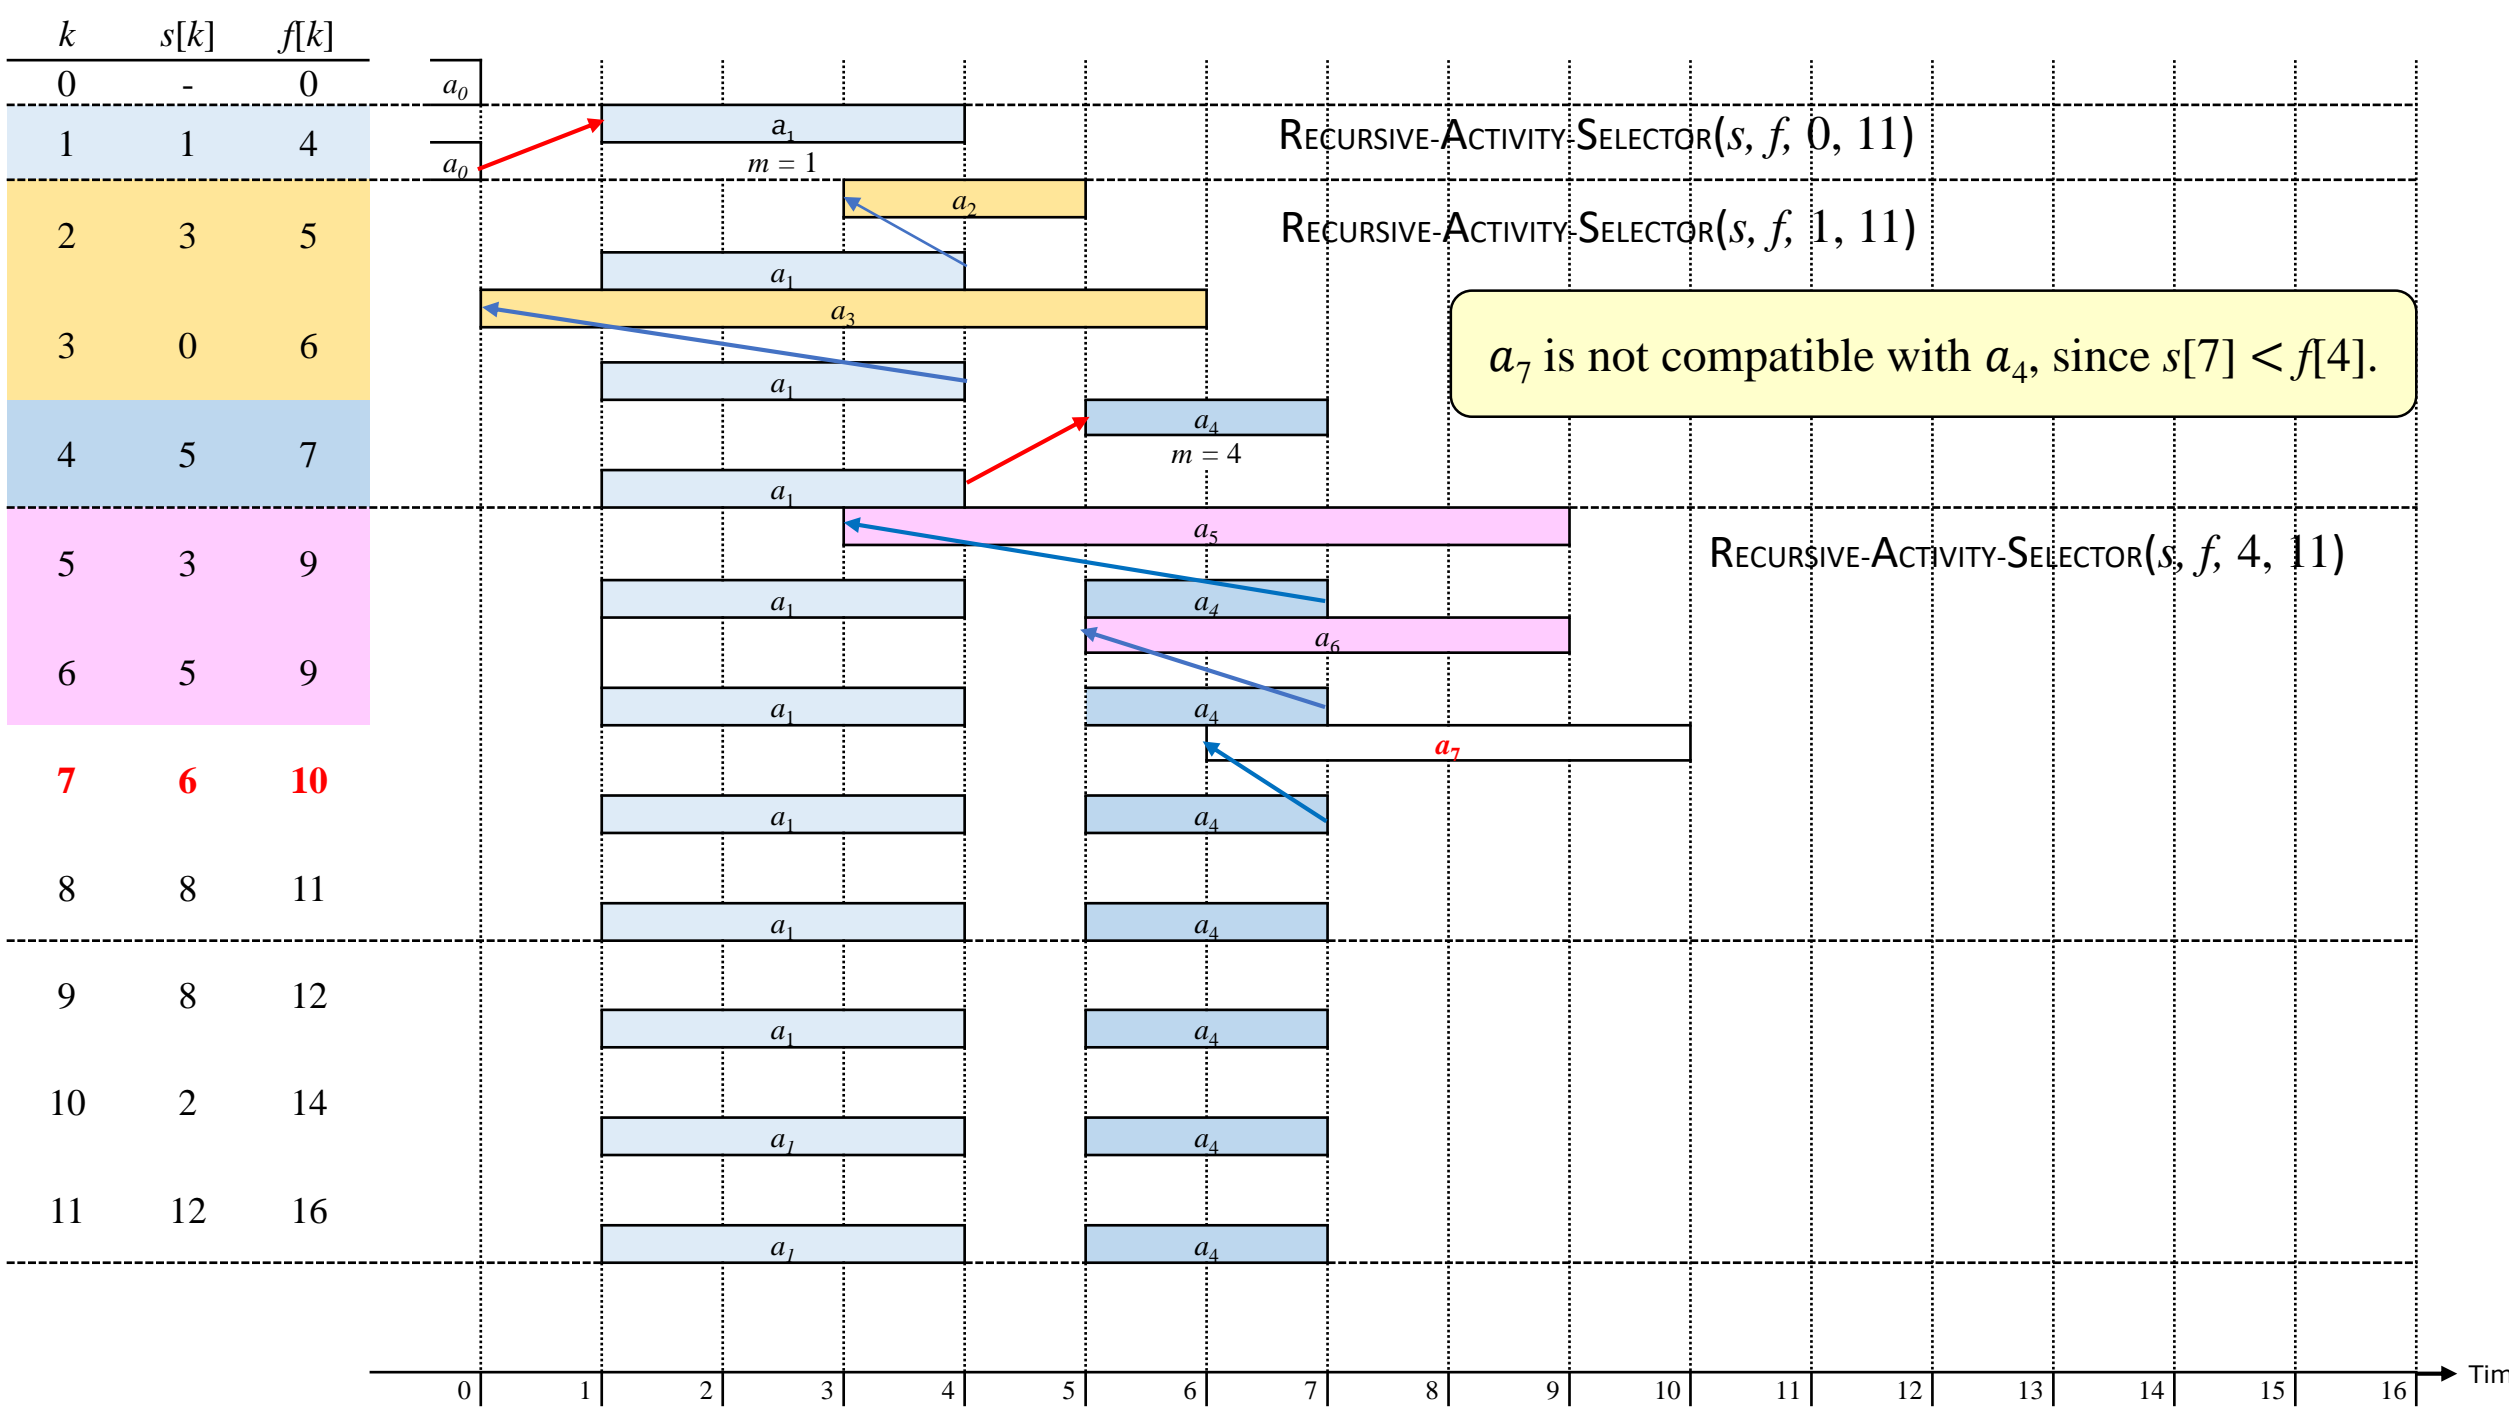 k s[k] f[k]
0 - 0 a0
a1
1 1 4 RECURSIVE-ACTIVITY-SELECTOR(s, f, 0, 11)
a0 m = 1
a2
2 3 5 RECURSIVE-ACTIVITY-SELECTOR(s, f, 1, 11)
a1
a3
3 0 6 a7 is not compatible with a4, since s[7] < f[4].
a1
a4
4 5 7 m = 4
a1
a5
5 3 9 RECURSIVE-ACTIVITY-SELECTOR(s, f, 4, 11)
a1 a4
a6
6 5 9
a1 a4
a7
7 6 10
a1 a4
8 8 11
a1 a4
9 8 12
a1 a4
10 2 14
a1 a4
11 12 16
a1 a4
Tim
0 1 2 3 4 5 6 7 8 9 10 11 12 13 14 15 16